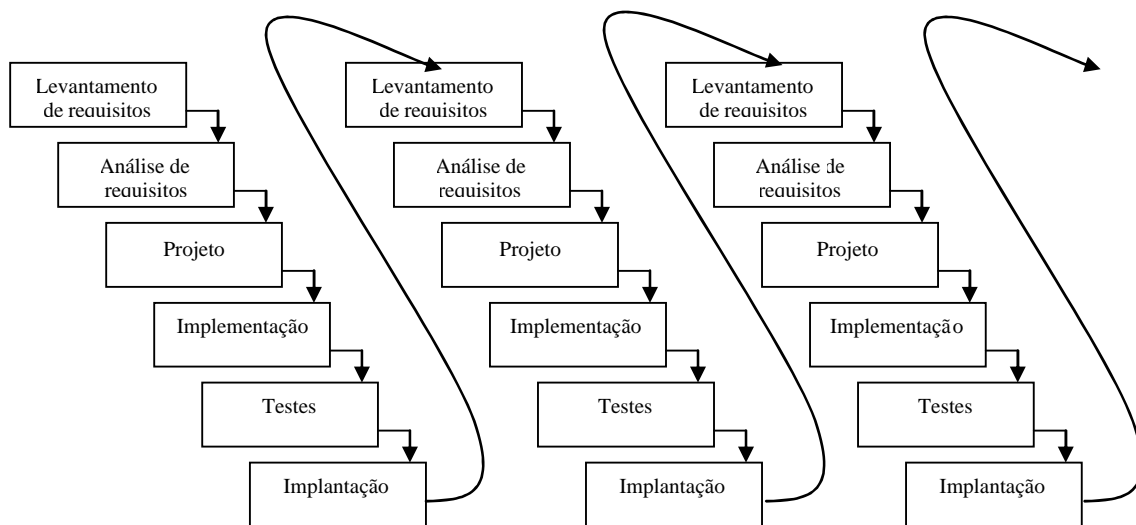 Levantamento
de requisitos
Análise de
requisitos
Projeto
Implementação
Testes
Implantação
Levantamento
de requisitos
Análise de
requisitos
Projeto
Implementação
Testes
Implantação
Levantamento
de requisitos
Análise de
requisitos
Projeto
Implementação
Testes
Implantação